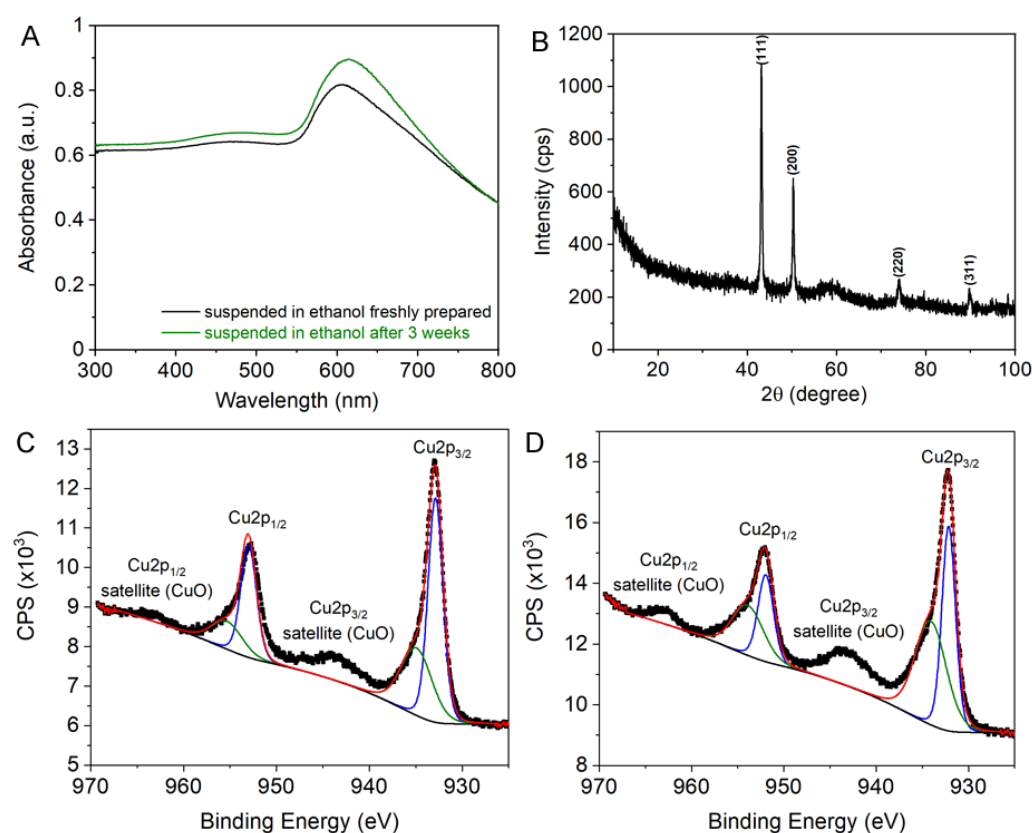 A
1
0.8
0.6
0.4
0.2
0
300 400 500 600 700 800
Absorbance (a.u.)
Wavelength (nm)
suspended in ethanol freshly prepared
suspended in ethanol after 3 weeks
B
1200
1000
800
600
400
200
0
20 40 60 80 100
Intensity (cps)
2θ (degree)
(111)
(200)
(220)
(311)
C
13
12
11
10
9
8
7
6
5
970 960 950 940 930
CPS (x10³)
Binding Energy (eV)
Cu2p₃/₂
Cu2p₁/₂
Cu2p₁/₂
satellite (CuO)
Cu2p₃/₂
satellite (CuO)
D
18
16
14
12
10
8
970 960 950 940 930
CPS (x10³)
Binding Energy (eV)
Cu2p₃/₂
Cu2p₁/₂
Cu2p₁/₂
satellite (CuO)
Cu2p₃/₂
satellite (CuO)